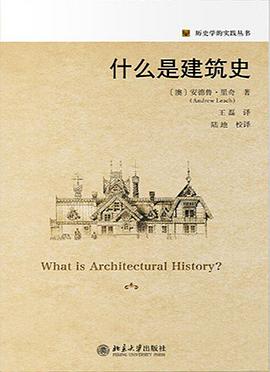 历史学的实践丛书
什么是建筑史
〔澳〕安德鲁·里奇 著
(Andrew Leach)
王磊 译
陆地 校译
What is Architectural History?
北京大学出版社
PEKING UNIVERSITY PRESS